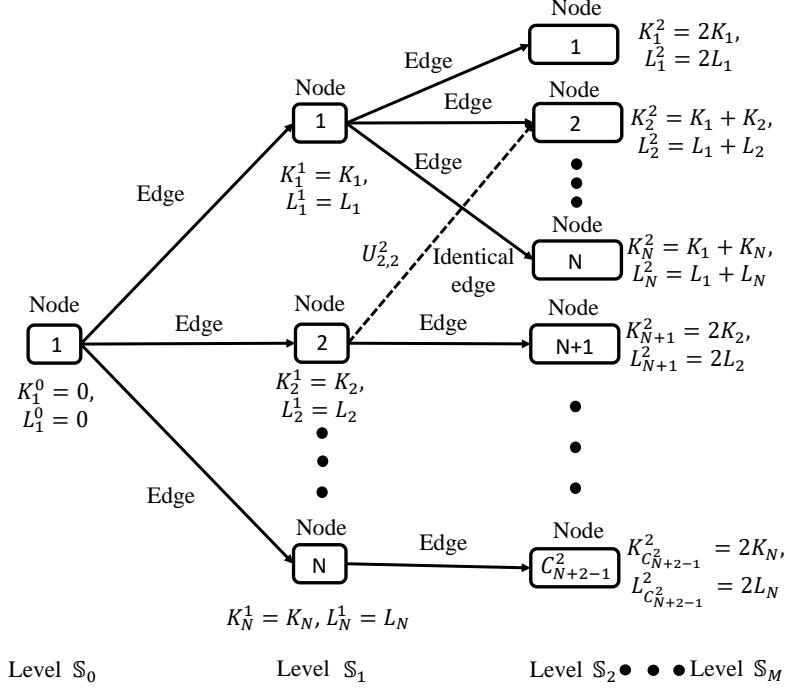 Node
1
K_1^2 = 2K_1,
L_1^2 = 2L_1
Edge
Node
1
K_1^1 = K_1,
L_1^1 = L_1
Edge
Node
2
K_2^2 = K_1 + K_2,
L_2^2 = L_1 + L_2
Edge
Edge
U_{2,2}^2
Identical
edge
Node
N
K_N^2 = K_1 + K_N,
L_N^2 = L_1 + L_N
Node
1
K_1^0 = 0,
L_1^0 = 0
Edge
Node
2
K_2^1 = K_2,
L_2^1 = L_2
Edge
Node
N+1
K_{N+1}^2 = 2K_2,
L_{N+1}^2 = 2L_2
Edge
Node
N
K_N^1 = K_N, L_N^1 = L_N
Edge
Node
C_{N+2-1}^2
K_{C_{N+2-1}^2}^2 = 2K_N,
L_{C_{N+2-1}^2}^2 = 2L_N
Level 𝕊_0
Level 𝕊_1
Level 𝕊_2 • • • Level 𝕊_M